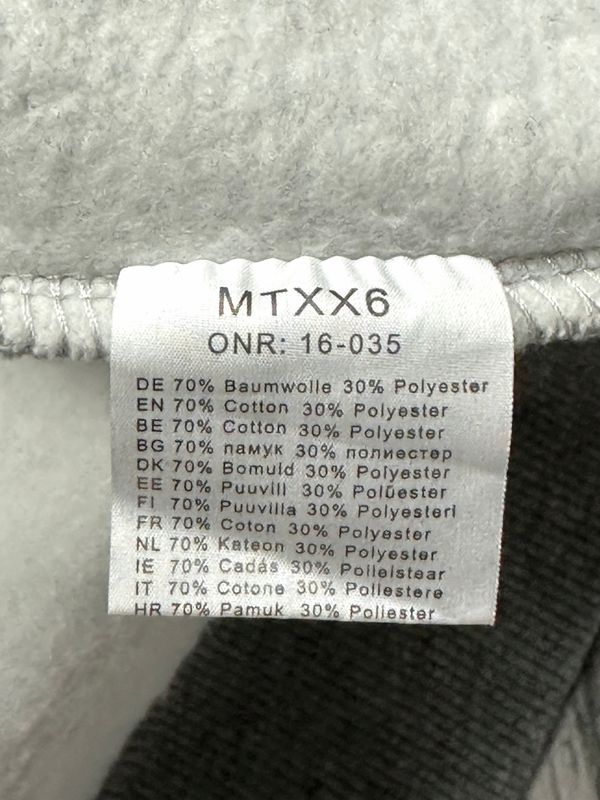 MTXX6
ONR: 16-035
DE 70% Baumwolle 30% Polyester
EN 70% Cotton 30% Polyester
BE 70% Cotton 30% Polyester
BG 70% памук 30% полиестер
DK 70% Bomuld 30% Polyester
EE 70% Puuvill 30% Polüester
FI 70% Puuvilla 30% Polyesteri
FR 70% Coton 30% Polyester
NL 70% Katoen 30% Polyester
IE 70% Cadás 30% Poileistear
IT 70% Cotone 30% Poliestere
HR 70% Pamuk 30% Poliester